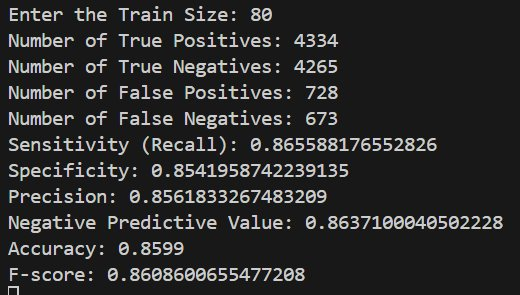 Enter the Train Size: 80
Number of True Positives: 4334
Number of True Negatives: 4265
Number of False Positives: 728
Number of False Negatives: 673
Sensitivity (Recall): 0.865588176552826
Specificity: 0.8541958742239135
Precision: 0.8561833267483209
Negative Predictive Value: 0.8637100040502228
Accuracy: 0.8599
F-score: 0.8608600655477208